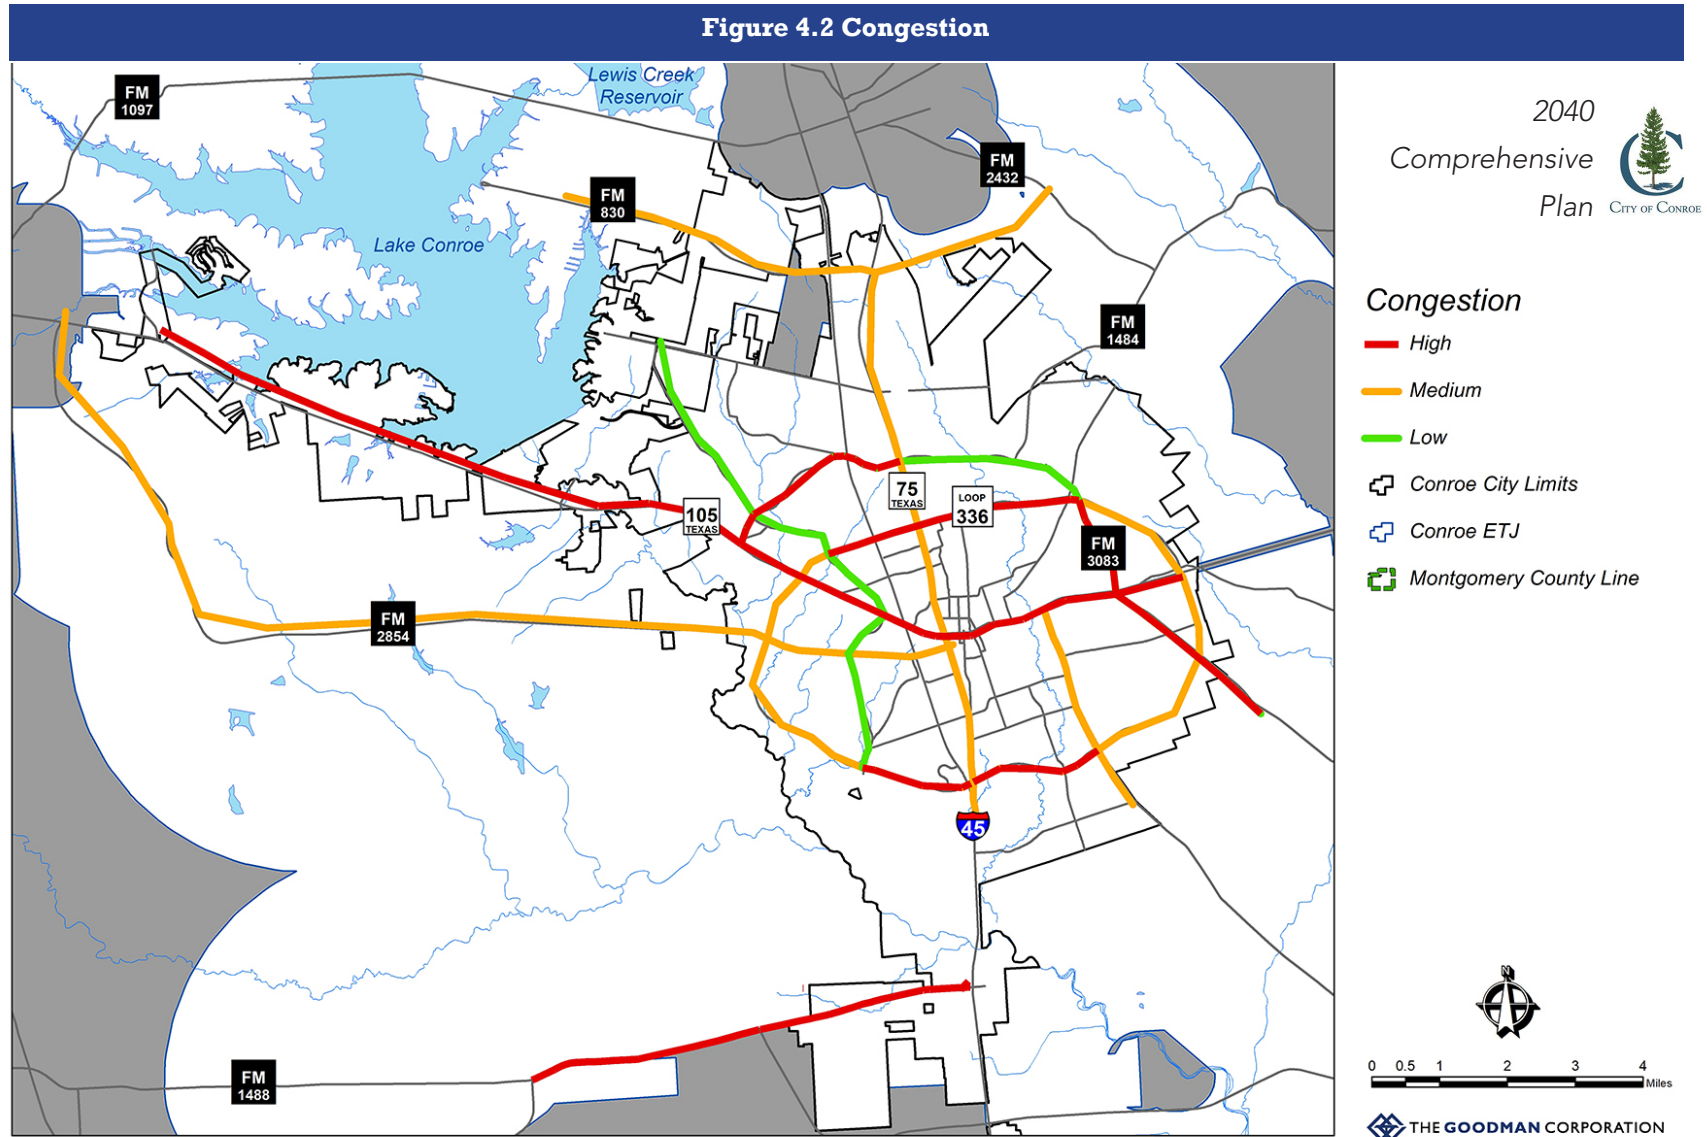 Figure 4.2 Congestion
Lewis Creek
Reservoir
FM
1097
FM
2432
FM
830
Lake Conroe
FM
1484
75
TEXAS
LOOP
336
105
TEXAS
FM
3083
FM
2854
45
FM
1488
2040
Comprehensive
Plan
CITY OF CONROE
Congestion
High
Medium
Low
Conroe City Limits
Conroe ETJ
Montgomery County Line
N
0 0.5 1 2 3 4
Miles
THE GOODMAN CORPORATION